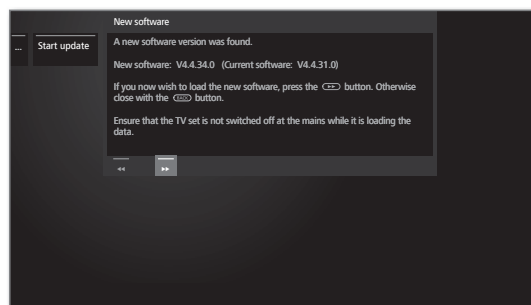 New software
... Start update
A new software version was found.
New software: V4.4.34.0 (Current software: V4.4.31.0)
If you now wish to load the new software, press the ▸▸ button. Otherwise
close with the BACK button.
Ensure that the TV set is not switched off at the mains while it is loading the
data.
◂◂ ▸▸